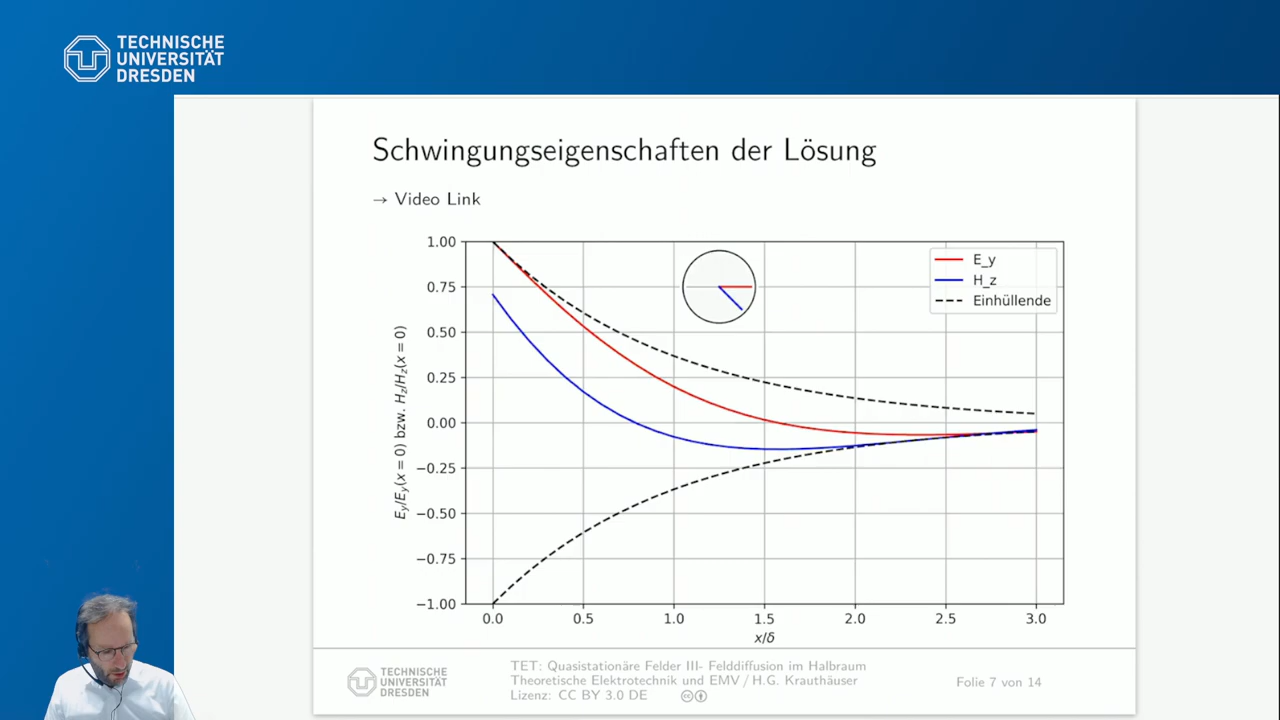 TECHNISCHE
UNIVERSITÄT
DRESDEN
Schwingungseigenschaften der Lösung
→ Video Link
E_y
H_z
Einhüllende
1.00
0.75
0.50
0.25
0.00
−0.25
−0.50
−0.75
−1.00
E_y/E_y(x = 0) bzw. H_z/H_z(x = 0)
0.0 0.5 1.0 1.5 2.0 2.5 3.0
x/δ
TECHNISCHE
UNIVERSITÄT
DRESDEN
TET: Quasistationäre Felder III- Felddiffusion im Halbraum
Theoretische Elektrotechnik und EMV / H.G. Krauthäuser
Lizenz: CC BY 3.0 DE
Folie 7 von 14